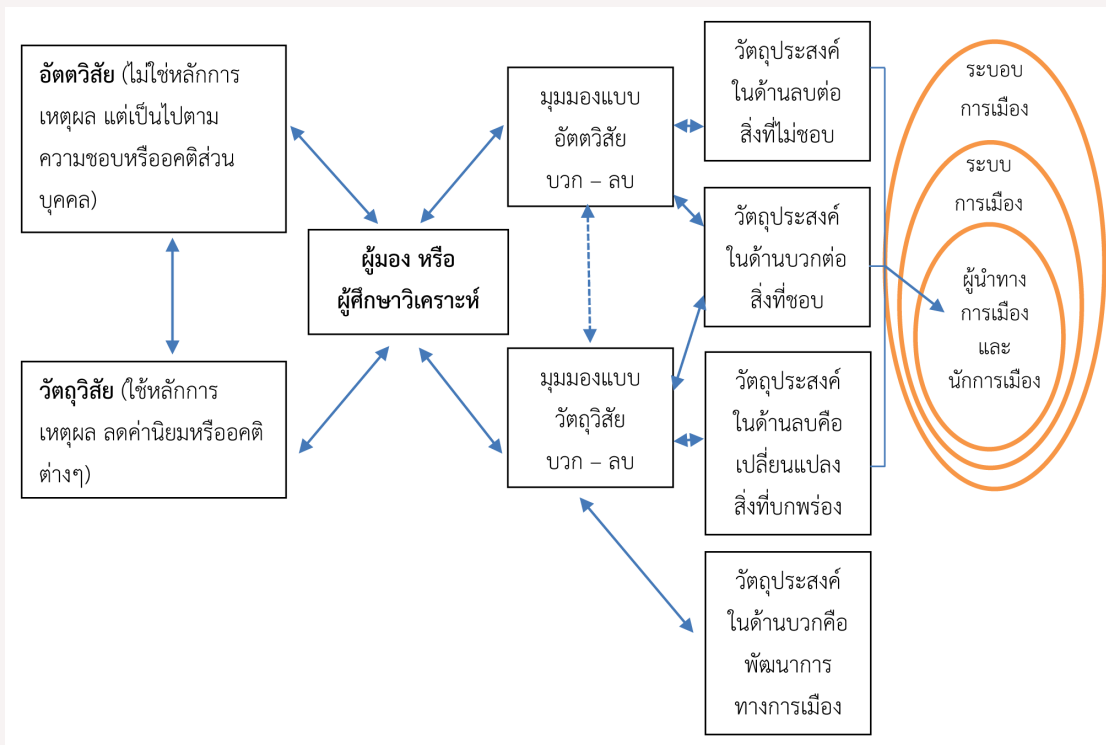 อัตตวิสัย (ไม่ใช่หลักการ
เหตุผล แต่เป็นไปตาม
ความชอบหรืออคติส่วน
บุคคล)
วัตถุวิสัย (ใช้หลักการ
เหตุผล ลดค่านิยมหรืออคติ
ต่างๆ)
ผู้มอง หรือ
ผู้ศึกษาวิเคราะห์
มุมมองแบบ
อัตตวิสัย
บวก – ลบ
มุมมองแบบ
วัตถุวิสัย
บวก – ลบ
วัตถุประสงค์
ในด้านลบต่อ
สิ่งที่ไม่ชอบ
วัตถุประสงค์
ในด้านบวกต่อ
สิ่งที่ชอบ
วัตถุประสงค์
ในด้านลบคือ
เปลี่ยนแปลง
สิ่งที่บกพร่อง
วัตถุประสงค์
ในด้านบวกคือ
พัฒนาการ
ทางการเมือง
ระบอบ
การเมือง
ระบบ
การเมือง
ผู้นำทาง
การเมือง
และ
นักการเมือง